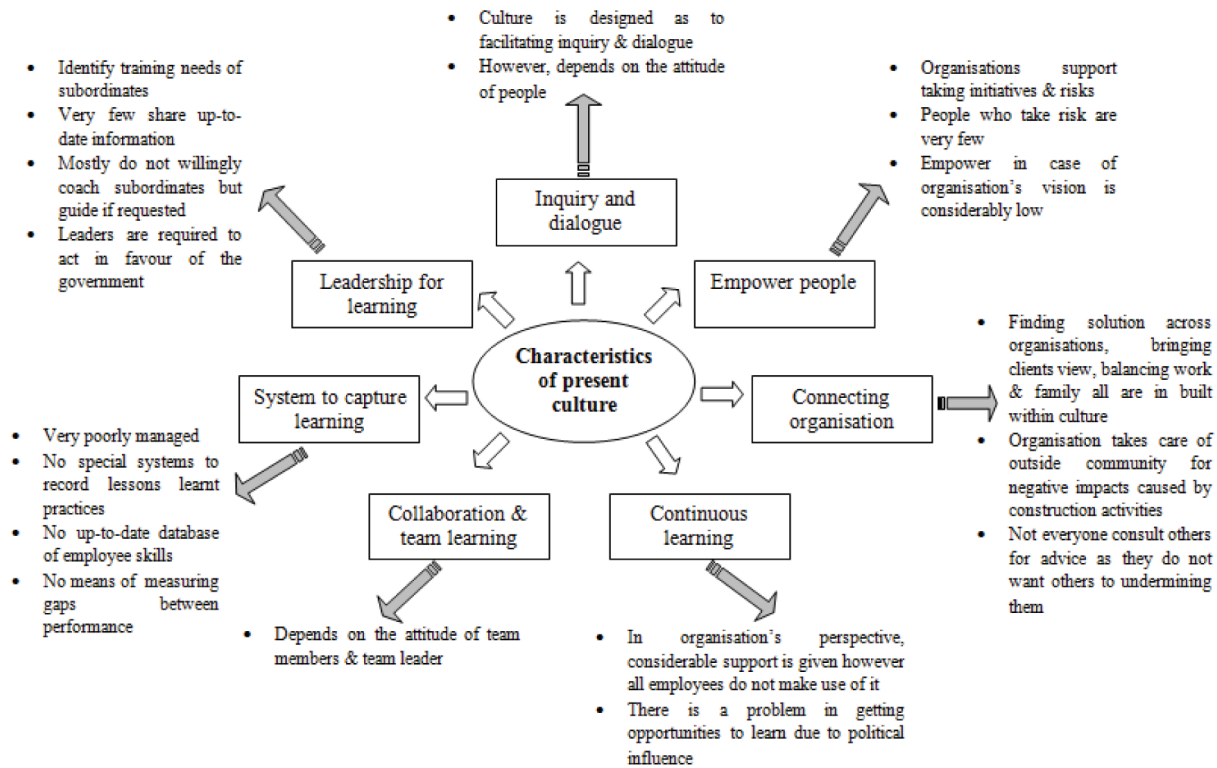 • Culture is designed as to
facilitating inquiry & dialogue
• However, depends on the attitude
of people
• Identify training needs of
subordinates
• Very few share up-to-
date information
• Mostly do not willingly
coach subordinates but
guide if requested
• Leaders are required to
act in favour of the
government
• Organisations support
taking initiatives & risks
• People who take risk are
very few
• Empower in case of
organisation's vision is
considerably low
Inquiry and
dialogue
Leadership for
learning
Empower people
Characteristics
of present
culture
System to capture
learning
Connecting
organisation
• Finding solution across
organisations, bringing
clients view, balancing work
& family all are in built
within culture
• Organisation takes care of
outside community for
negative impacts caused by
construction activities
• Not everyone consult others
for advice as they do not
want others to undermining
them
• Very poorly managed
• No special systems to
record lessons learnt
practices
• No up-to-date database
of employee skills
• No means of measuring
gaps between
performance
Collaboration &
team learning
Continuous
learning
• Depends on the attitude of team
members & team leader
• In organisation's perspective,
considerable support is given however
all employees do not make use of it
• There is a problem in getting
opportunities to learn due to political
influence